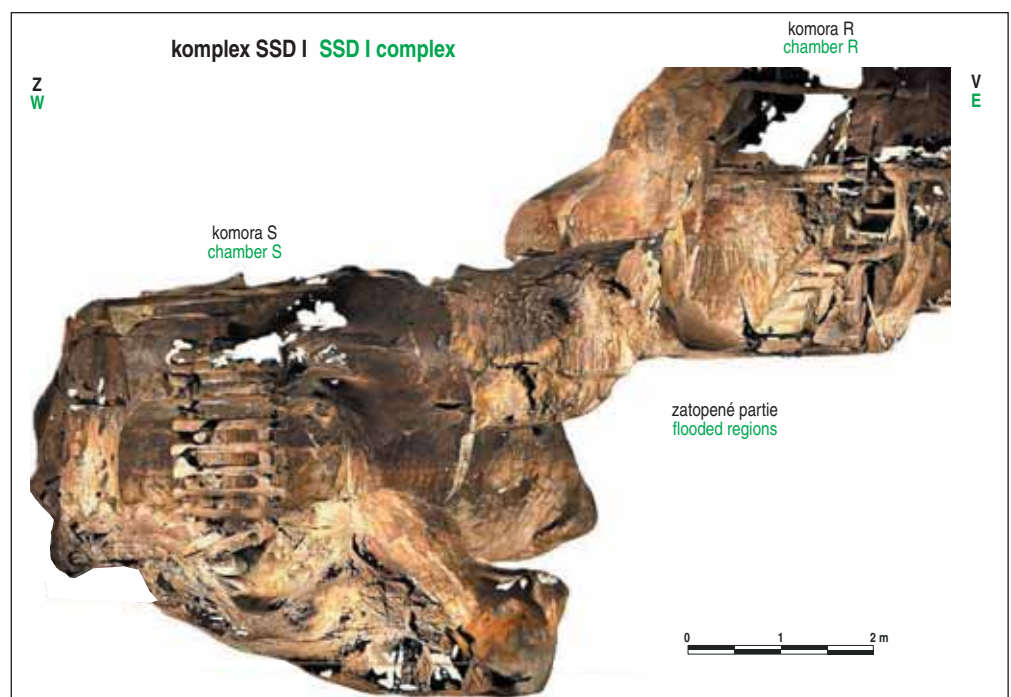 komplex SSD I SSD I complex
komora R
chamber R
Z
W
V
E
komora S
chamber S
zatopené partie
flooded regions
0 1 2 m